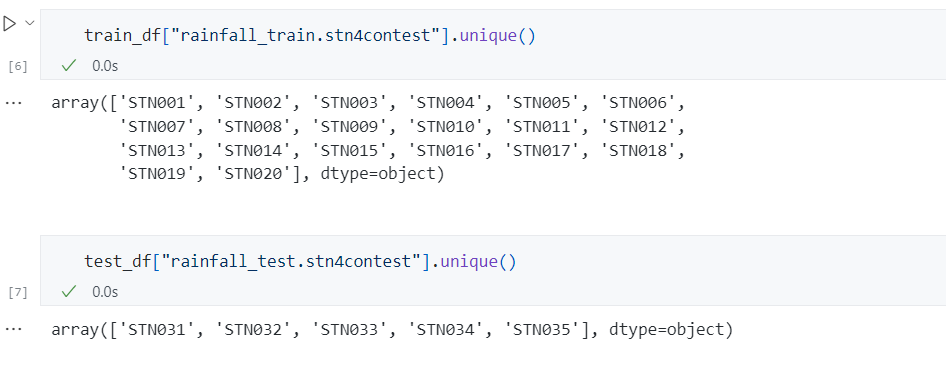 train_df["rainfall_train.stn4contest"].unique()
[6]
0.0s
array(['STN001', 'STN002', 'STN003', 'STN004', 'STN005', 'STN006',
'STN007', 'STN008', 'STN009', 'STN010', 'STN011', 'STN012',
'STN013', 'STN014', 'STN015', 'STN016', 'STN017', 'STN018',
'STN019', 'STN020'], dtype=object)
test_df["rainfall_test.stn4contest"].unique()
[7]
0.0s
array(['STN031', 'STN032', 'STN033', 'STN034', 'STN035'], dtype=object)